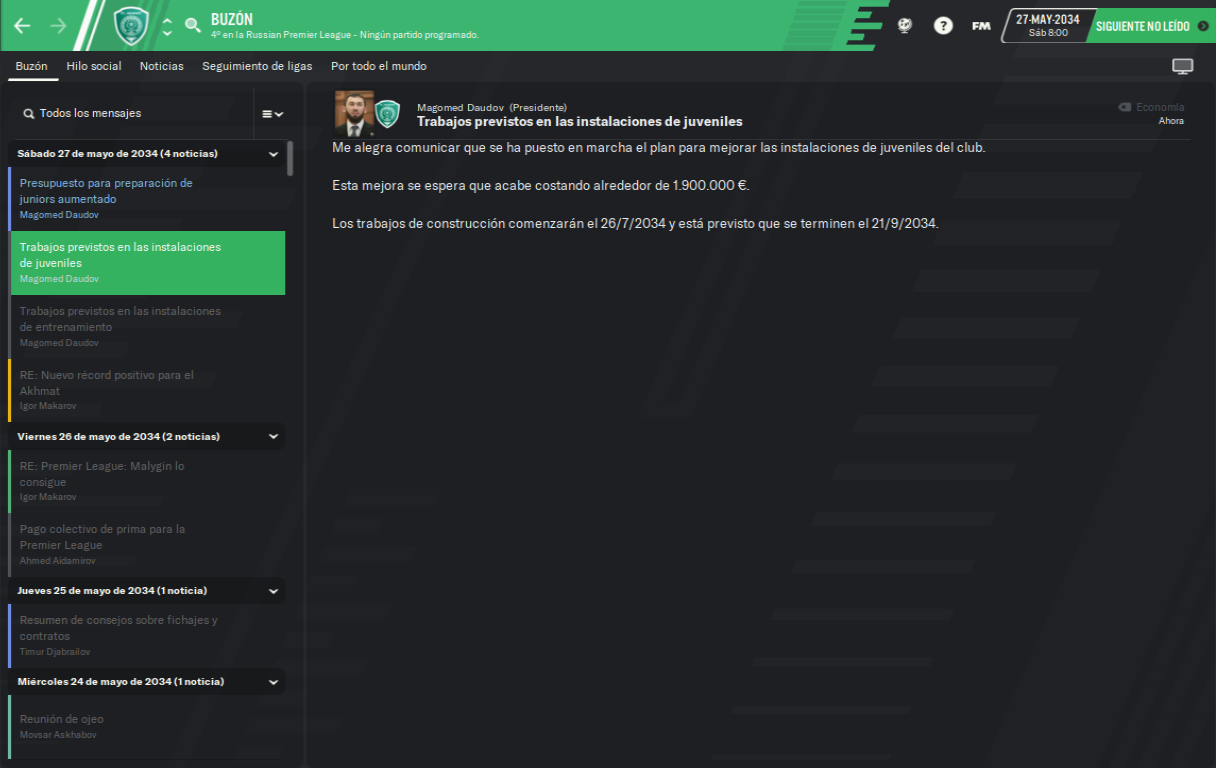 BUZÓN
4º en la Russian Premier League - Ningún partido programado.
FM
27-MAY-2034
Sáb 8:00
SIGUIENTE NO LEÍDO
Buzón
Hilo social
Noticias
Seguimiento de ligas
Por todo el mundo
Todos los mensajes
Sábado 27 de mayo de 2034 (4 noticias)
Presupuesto para preparación de
juniors aumentado
Magomed Daudov
Trabajos previstos en las instalaciones
de juveniles
Magomed Daudov
Trabajos previstos en las instalaciones
de entrenamiento
Magomed Daudov
RE: Nuevo récord positivo para el
Akhmat
Igor Makarov
Viernes 26 de mayo de 2034 (2 noticias)
RE: Premier League: Malygin lo
consigue
Igor Makarov
Pago colectivo de prima para la
Premier League
Ahmed Aidamirov
Jueves 25 de mayo de 2034 (1 noticia)
Resumen de consejos sobre fichajes y
contratos
Timur Djabrailov
Miércoles 24 de mayo de 2034 (1 noticia)
Reunión de ojeo
Movsar Askhabov
Magomed Daudov (Presidente)
Trabajos previstos en las instalaciones de juveniles
Economía
Ahora
Me alegra comunicar que se ha puesto en marcha el plan para mejorar las instalaciones de juveniles del club.
Esta mejora se espera que acabe costando alrededor de 1.900.000 €.
Los trabajos de construcción comenzarán el 26/7/2034 y está previsto que se terminen el 21/9/2034.